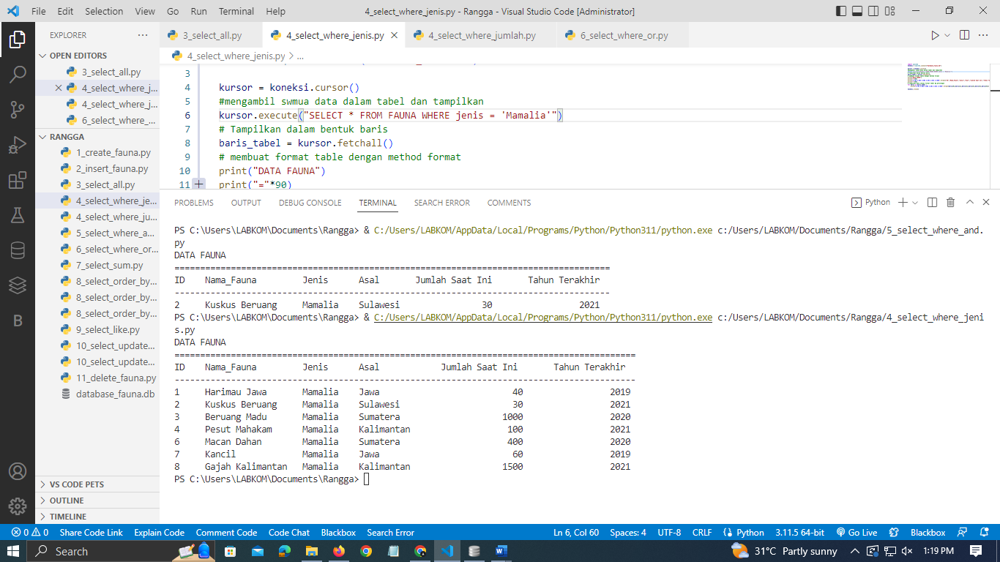 File Edit Selection View Go Run Terminal Help 4_select_where_jenis.py - Rangga - Visual Studio Code [Administrator]
EXPLORER
OPEN EDITORS
3_select_all.py
4_select_where_j...
4_select_where_j...
6_select_where_...
RANGGA
1_create_fauna.py
2_insert_fauna.py
3_select_all.py
4_select_where_je...
4_select_where_ju...
5_select_where_a...
6_select_where_or...
7_select_sum.py
8_select_order_by...
8_select_order_by...
8_select_order_by...
9_select_like.py
10_select_update...
10_select_update...
11_delete_fauna.py
database_fauna.db
VS CODE PETS
OUTLINE
TIMELINE
3_select_all.py 4_select_where_jenis.py 4_select_where_jumlah.py 6_select_where_or.py
4_select_where_jenis.py > ...
3
4 kursor = koneksi.cursor()
5 #mengambil swmua data dalam tabel dan tampilkan
6 kursor.execute("SELECT * FROM FAUNA WHERE jenis = 'Mamalia'")
7 # Tampilkan dalam bentuk baris
8 baris_tabel = kursor.fetchall()
9 # membuat format table dengan method format
10 print("DATA FAUNA")
11 print("="*90)
PROBLEMS OUTPUT DEBUG CONSOLE TERMINAL SEARCH ERROR COMMENTS Python
PS C:\Users\LABKOM\Documents\Rangga> & C:/Users/LABKOM/AppData/Local/Programs/Python/Python311/python.exe c:/Users/LABKOM/Documents/Rangga/5_select_where_and.
py
DATA FAUNA
=====================================================================================
ID Nama_Fauna Jenis Asal Jumlah Saat Ini Tahun Terakhir
-------------------------------------------------------------------------------------
2 Kuskus Beruang Mamalia Sulawesi 30 2021
PS C:\Users\LABKOM\Documents\Rangga> & C:/Users/LABKOM/AppData/Local/Programs/Python/Python311/python.exe c:/Users/LABKOM/Documents/Rangga/4_select_where_jeni
s.py
DATA FAUNA
==========================================================================================
ID Nama_Fauna Jenis Asal Jumlah Saat Ini Tahun Terakhir
------------------------------------------------------------------------------------------
1 Harimau Jawa Mamalia Jawa 40 2019
2 Kuskus Beruang Mamalia Sulawesi 30 2021
3 Beruang Madu Mamalia Sumatera 1000 2020
4 Pesut Mahakam Mamalia Kalimantan 100 2021
6 Macan Dahan Mamalia Sumatera 400 2020
7 Kancil Mamalia Jawa 60 2019
8 Gajah Kalimantan Mamalia Kalimantan 1500 2021
PS C:\Users\LABKOM\Documents\Rangga>
0 0 Share Code Link Explain Code Comment Code Code Chat Blackbox Search Error Ln 6, Col 60 Spaces: 4 UTF-8 CRLF Python 3.11.5 64-bit Go Live Blackbox
Search 31°C Partly sunny 1:19 PM